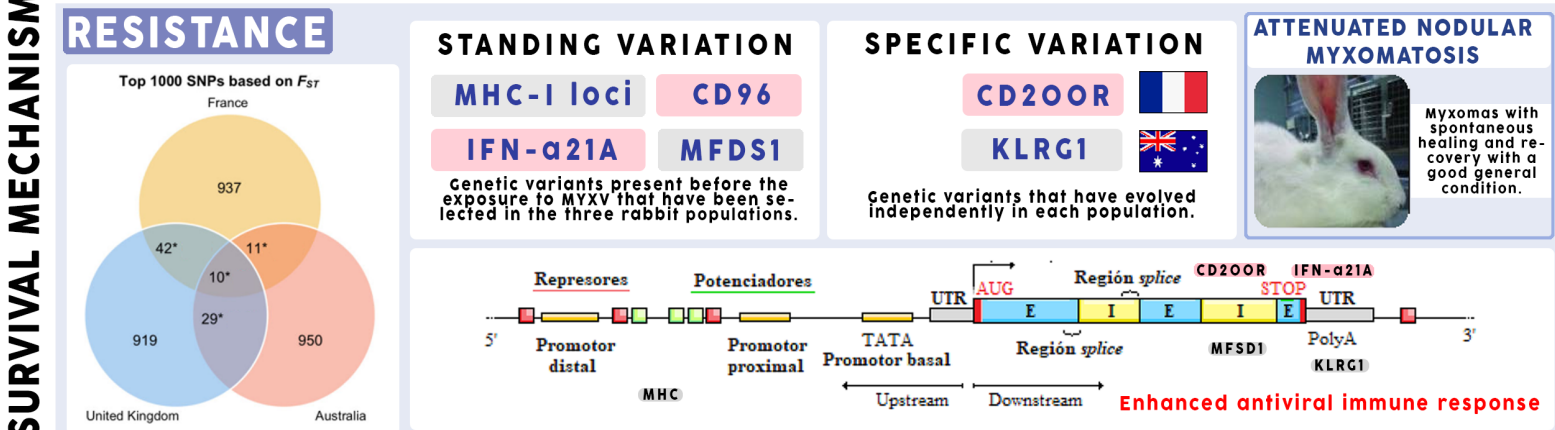 SURVIVAL MECHANISM
RESISTANCE
Top 1000 SNPs based on FST
France
937
42*
11*
10*
29*
919
950
United Kingdom
Australia
STANDING VARIATION
MHC-I loci
CD96
IFN-α21A
MFDS1
Genetic variants present before the
exposure to MYXV that have been se-
lected in the three rabbit populations.
SPECIFIC VARIATION
CD200R
KLRG1
Genetic variants that have evolved
independently in each population.
ATTENUATED NODULAR
MYXOMATOSIS
Myxomas with
spontaneous
healing and re-
covery with a
good general
condition.
Represores
Potenciadores
UTR
AUG
Región splice
CD200R
IFN-α21A
STOP
UTR
E
I
E
I
E
5'
Promotor
distal
MHC
Promotor
proximal
TATA
Promotor basal
Región splice
MFSD1
PolyA
KLRG1
3'
Upstream
Downstream
Enhanced antiviral immune response